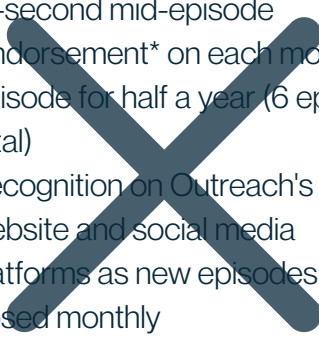 -second mid-episode
ndorsement* on each mo
isode for half a year (6 ep
tal)
ecognition on Outreach's
ebsite and social media
atforms as new episodes
osed monthly